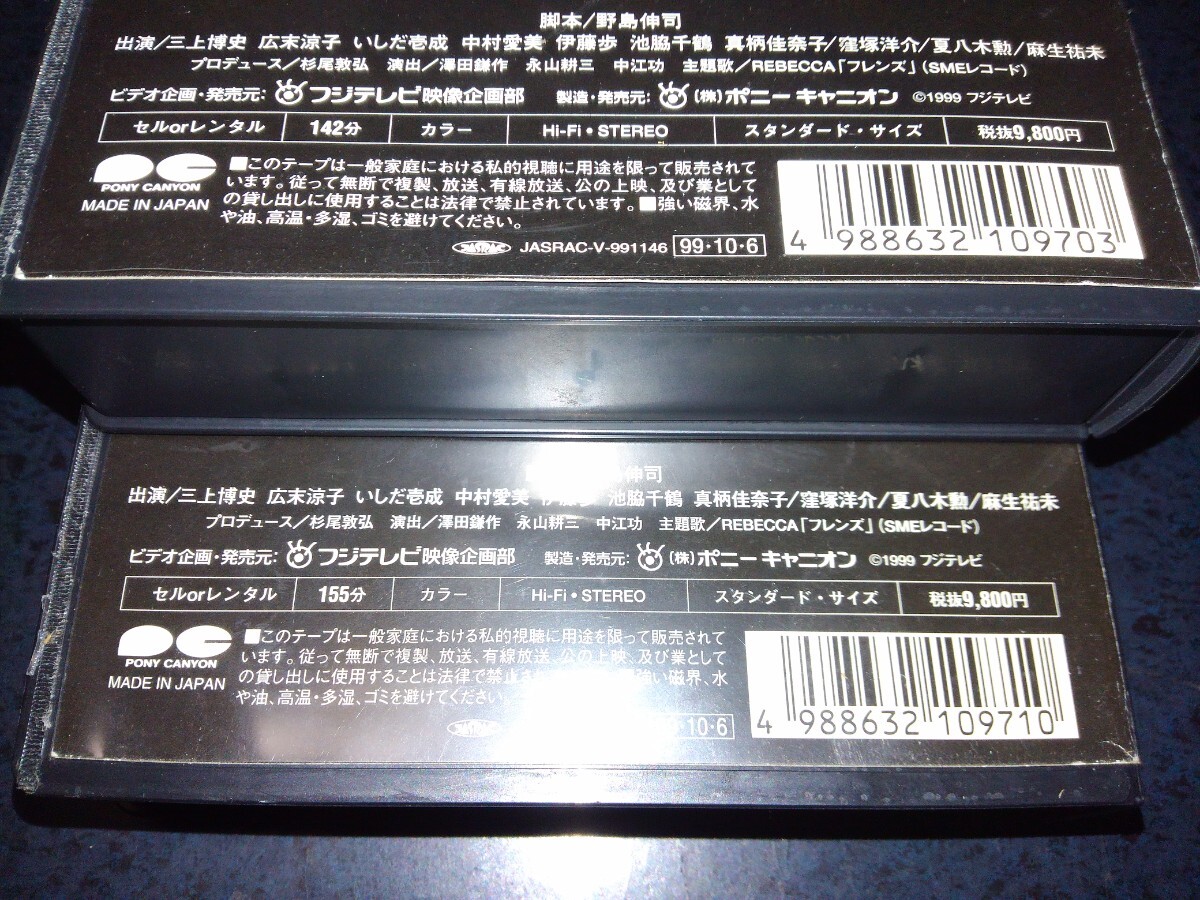 脚本/野島伸司
出演/三上博史 広末涼子 いしだ壱成 中村愛美 伊藤歩 池脇千鶴 真柄佳奈子/窪塚洋介/夏八木勲/麻生祐未
プロデュース/杉尾敦弘 演出/澤田鎌作 永山耕三 中江功 主題歌/REBECCA「フレンズ」(SMEレコード)
ビデオ企画・発売元: フジテレビ映像企画部 製造・発売元: (株)ポニーキャニオン ©1999 フジテレビ
セルorレンタル 142分 カラー Hi-Fi・STEREO スタンダード・サイズ 税抜9,800円
PONY CANYON
MADE IN JAPAN
■このテープは一般家庭における私的視聴に用途を限って販売されて
います。従って無断で複製、放送、有線放送、公の上映、及び業として
の貸し出しに使用することは法律で禁止されています。■強い磁界、水
や油、高温・多湿、ゴミを避けてください。
JASRAC JASRAC-V-991146 99・10・6
4 988632 109703
伸司
出演/三上博史 広末涼子 いしだ壱成 中村愛美 伊藤歩 池脇千鶴 真柄佳奈子/窪塚洋介/夏八木勲/麻生祐未
プロデュース/杉尾敦弘 演出/澤田鎌作 永山耕三 中江功 主題歌/REBECCA「フレンズ」(SMEレコード)
ビデオ企画・発売元: フジテレビ映像企画部 製造・発売元: (株)ポニーキャニオン ©1999 フジテレビ
セルorレンタル 155分 カラー Hi-Fi・STEREO スタンダード・サイズ 税抜9,800円
PONY CANYON
MADE IN JAPAN
■このテープは一般家庭における私的視聴に用途を限って販売されて
います。従って無断で複製、放送、有線放送、公の上映、及び業として
の貸し出しに使用することは法律で禁止さ 強い磁界、水
や油、高温・多湿、ゴミを避けてください。
JASRAC ・10・6
4 988632 109710